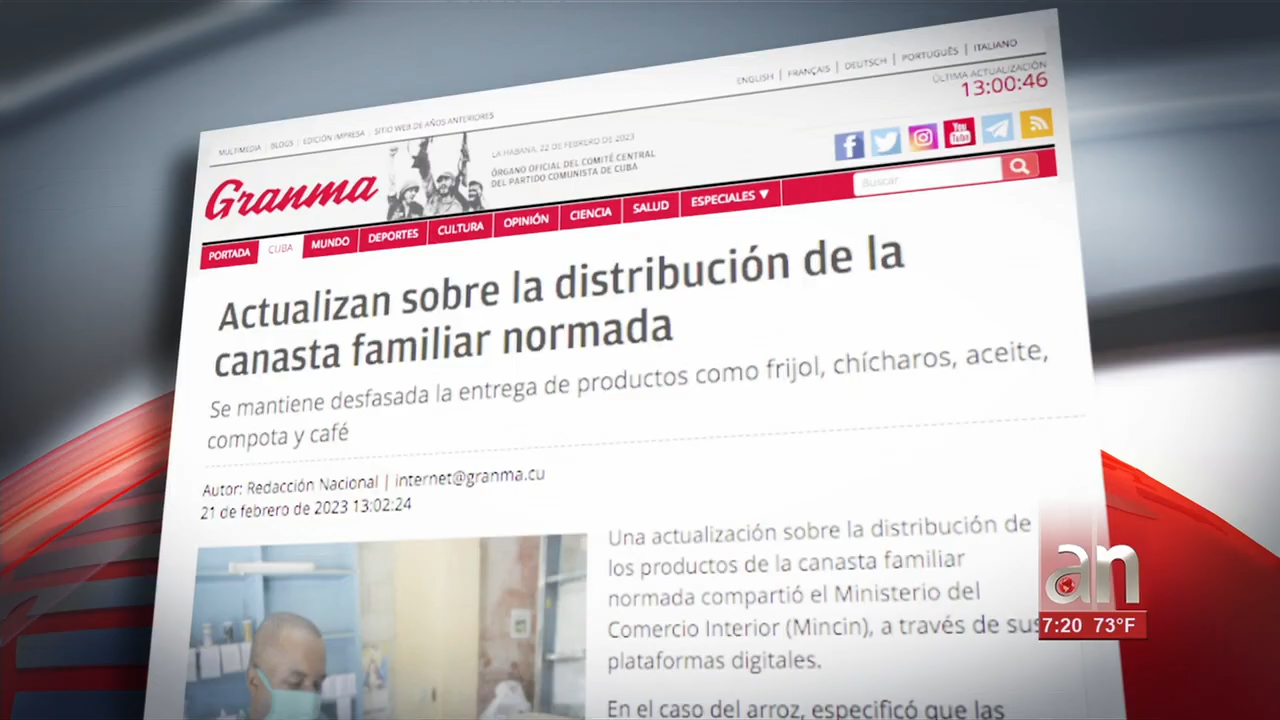 ENGLISH | FRANÇAIS | DEUTSCH | PORTUGUÊS | ITALIANO
MULTIMEDIA | BLOGS | EDICIÓN IMPRESA | SITIO WEB DE AÑOS ANTERIORES
ÚLTIMA ACTUALIZACIÓN
13:00:46
Granma
LA HABANA, 22 DE FEBRERO DE 2023
ÓRGANO OFICIAL DEL COMITÉ CENTRAL
DEL PARTIDO COMUNISTA DE CUBA
You
Tube
Buscar
PORTADA CUBA MUNDO DEPORTES CULTURA OPINIÓN CIENCIA SALUD ESPECIALES ▼
Actualizan sobre la distribución de la
canasta familiar normada
Se mantiene desfasada la entrega de productos como frijol, chícharos, aceite,
compota y café
Autor: Redacción Nacional | internet@granma.cu
21 de febrero de 2023 13:02:24
Una actualización sobre la distribución de
los productos de la canasta familiar
normada compartió el Ministerio del
Comercio Interior (Mincin), a través de sus
plataformas digitales.
En el caso del arroz, especificó que las
an
7:20 73°F